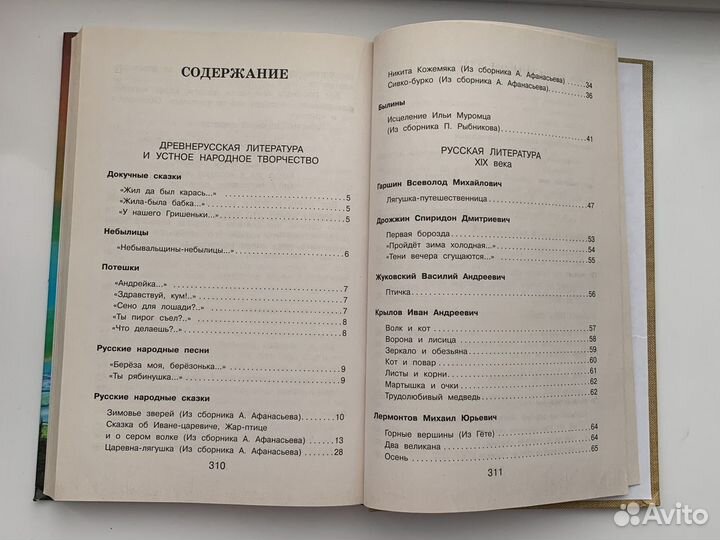 СОДЕРЖАНИЕ
ДРЕВНЕРУССКАЯ ЛИТЕРАТУРА
И УСТНОЕ НАРОДНОЕ ТВОРЧЕСТВО
Докучные сказки
«Жил да был карась...» 5
«Жила-была бабка...» 5
«У нашего Гришеньки...» 5
Небылицы
«Небывальщины-небылицы...» 6
Потешки
«Андрейка...» 7
«Здравствуй, кум!..» 7
«Сено для лошади?..» 7
«Ты пирог съел?..» 8
«Что делаешь?..» 8
Русские народные песни
«Берёза моя, берёзонька...» 9
«Ты рябинушка...» 9
Русские народные сказки
Зимовье зверей (Из сборника А. Афанасьева) 10
Сказка об Иване-царевиче, Жар-птице
и о сером волке (Из сборника А. Афанасьева) 13
Царевна-лягушка (Из сборника А. Афанасьева) 28
310
Никита Кожемяка (Из сборника А. Афанасьева) 34
Сивко-бурко (Из сборника А. Афанасьева) 36
Былины
Исцеление Ильи Муромца
(Из сборника П. Рыбникова) 41
РУССКАЯ ЛИТЕРАТУРА
XIX века
Гаршин Всеволод Михайлович
Лягушка-путешественница 47
Дрожжин Спиридон Дмитриевич
Первая борозда 53
«Пройдёт зима холодная...» 54
«Тени вечера сгущаются...» 55
Жуковский Василий Андреевич
Птичка 56
Крылов Иван Андреевич
Волк и кот 57
Ворона и лисица 58
Зеркало и обезьяна 59
Кот и повар 60
Листы и корни 61
Мартышка и очки 62
Трудолюбивый медведь 62
Лермонтов Михаил Юрьевич
Горные вершины (Из Гёте) 64
Два великана 64
Осень 65
311
Avito